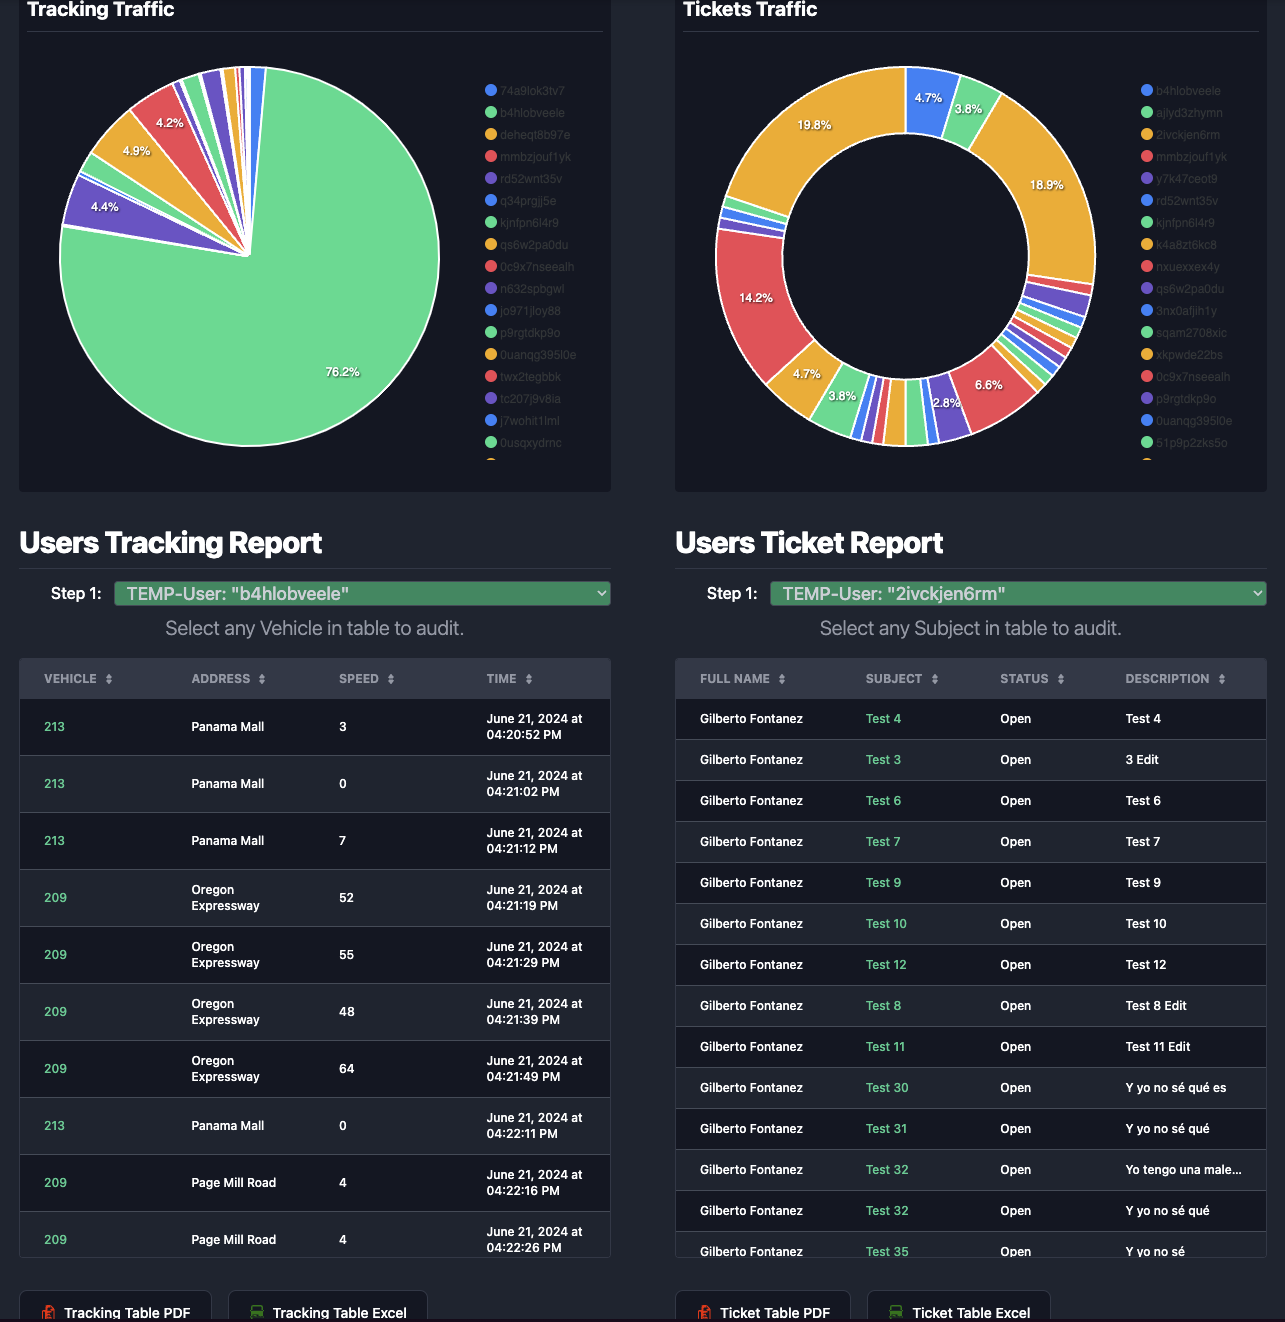 Tracking Traffic
4.2%
4.9%
4.4%
76.2%
74a9lok3tv7
b4hlobveele
deheqt8b97e
mmbzjouf1yk
rd52wnt35v
q34prgjj5e
kjnfpn6l4r9
qs6w2pa0du
0c9x7nseealh
n632spbgwl
jo971jloy88
p9rgtdkp9o
0uanqg395l0e
twx2tegbbk
tc207j9v8ia
j7wohit1lml
0usqxydrnc
Tickets Traffic
4.7%
3.8%
19.8%
18.9%
14.2%
4.7%
3.8%
2.8%
6.6%
b4hlobveele
ajlyd3zhymn
2ivckjen6rm
mmbzjouf1yk
y7k47ceot9
rd52wnt35v
kjnfpn6l4r9
k4a8zt6kc8
nxuexxex4y
qs6w2pa0du
3nx0afjih1y
sqam2708xic
xkpwde22bs
0c9x7nseealh
p9rgtdkp9o
0uanqg395l0e
51p9p2zks5o
Users Tracking Report
Step 1: TEMP-User: "b4hlobveele"
Select any Vehicle in table to audit.
VEHICLE ADDRESS SPEED TIME
213 Panama Mall 3 June 21, 2024 at
04:20:52 PM
213 Panama Mall 0 June 21, 2024 at
04:21:02 PM
213 Panama Mall 7 June 21, 2024 at
04:21:12 PM
209 Oregon Expressway 52 June 21, 2024 at
04:21:19 PM
209 Oregon Expressway 55 June 21, 2024 at
04:21:29 PM
209 Oregon Expressway 48 June 21, 2024 at
04:21:39 PM
209 Oregon Expressway 64 June 21, 2024 at
04:21:49 PM
213 Panama Mall 0 June 21, 2024 at
04:22:11 PM
209 Page Mill Road 4 June 21, 2024 at
04:22:16 PM
209 Page Mill Road 4 June 21, 2024 at
04:22:26 PM
Tracking Table PDF
Tracking Table Excel
Users Ticket Report
Step 1: TEMP-User: "2ivckjen6rm"
Select any Subject in table to audit.
FULL NAME SUBJECT STATUS DESCRIPTION
Gilberto Fontanez Test 4 Open Test 4
Gilberto Fontanez Test 3 Open 3 Edit
Gilberto Fontanez Test 6 Open Test 6
Gilberto Fontanez Test 7 Open Test 7
Gilberto Fontanez Test 9 Open Test 9
Gilberto Fontanez Test 10 Open Test 10
Gilberto Fontanez Test 12 Open Test 12
Gilberto Fontanez Test 8 Open Test 8 Edit
Gilberto Fontanez Test 11 Open Test 11 Edit
Gilberto Fontanez Test 30 Open Y yo no sé qué es
Gilberto Fontanez Test 31 Open Y yo no sé qué
Gilberto Fontanez Test 32 Open Yo tengo una male...
Gilberto Fontanez Test 32 Open Y yo no sé qué
Gilberto Fontanez Test 35 Open Y yo no sé
Ticket Table PDF
Ticket Table Excel